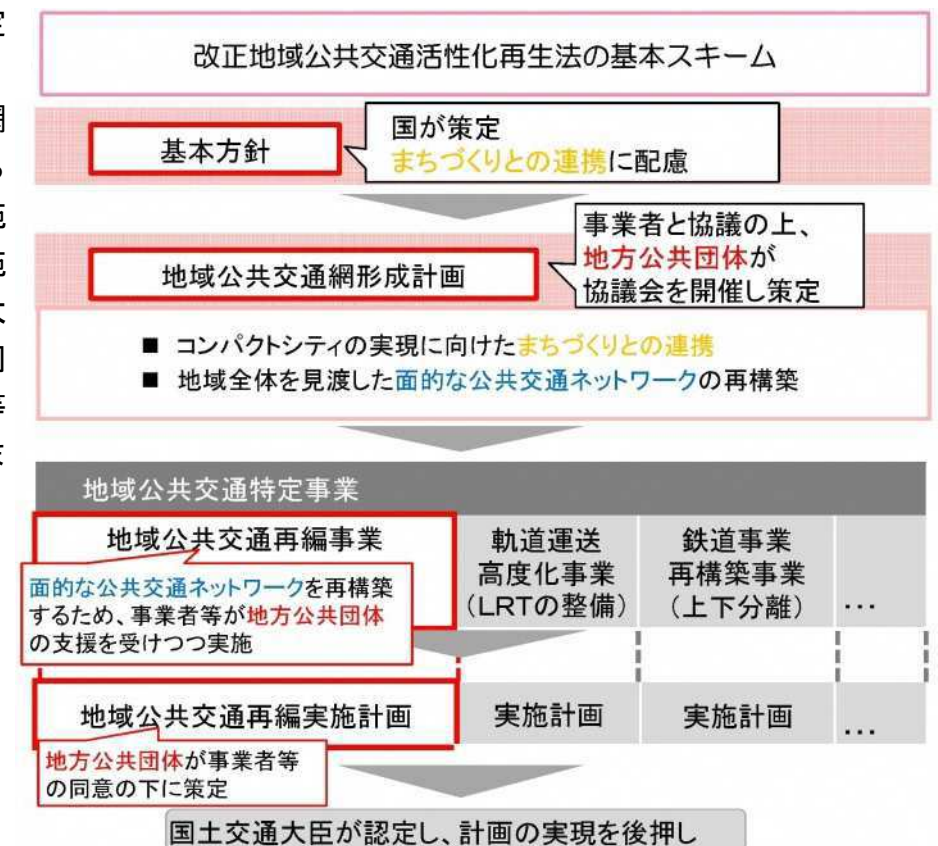 改正地域公共交通活性化再生法の基本スキーム
基本方針
国が策定
まちづくりとの連携に配慮
地域公共交通網形成計画
事業者と協議の上、
地方公共団体が
協議会を開催し策定
■ コンパクトシティの実現に向けたまちづくりとの連携
■ 地域全体を見渡した面的な公共交通ネットワークの再構築
地域公共交通特定事業
地域公共交通再編事業
面的な公共交通ネットワークを再構築
するため、事業者等が地方公共団体
の支援を受けつつ実施
軌道運送
高度化事業
(LRTの整備)
鉄道事業
再構築事業
(上下分離)
…
地域公共交通再編実施計画
地方公共団体が事業者等
の同意の下に策定
実施計画
実施計画
…
国土交通大臣が認定し、計画の実現を後押し